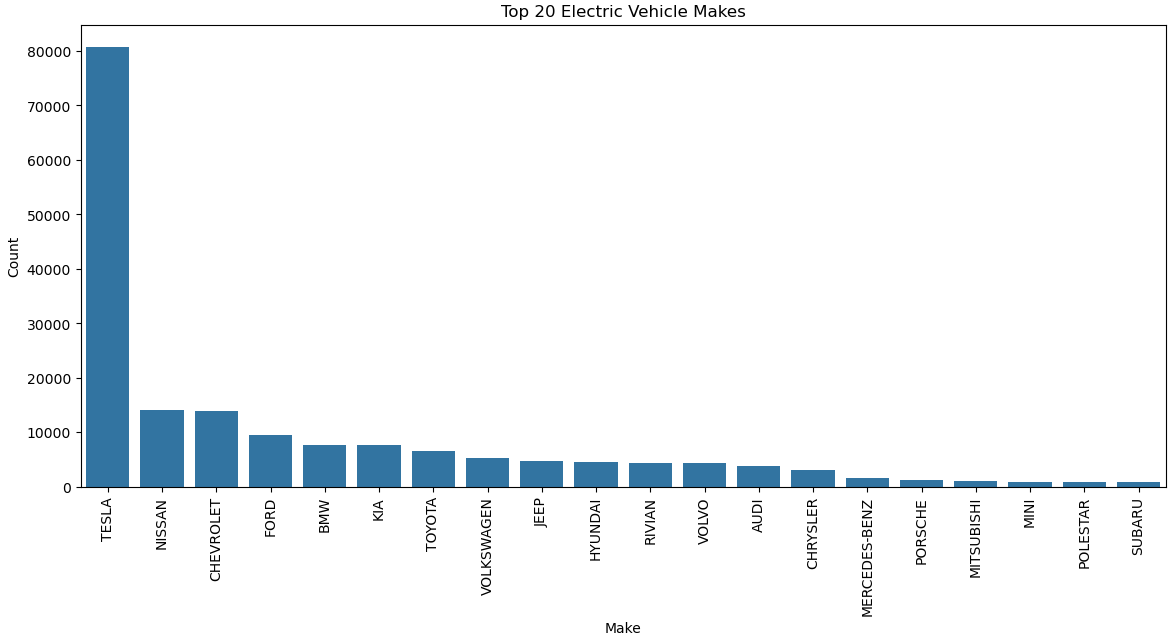 Top 20 Electric Vehicle Makes
Count
80000
70000
60000
50000
40000
30000
20000
10000
0
TESLA
NISSAN
CHEVROLET
FORD
BMW
KIA
TOYOTA
VOLKSWAGEN
JEEP
HYUNDAI
RIVIAN
VOLVO
AUDI
CHRYSLER
MERCEDES-BENZ
PORSCHE
MITSUBISHI
MINI
POLESTAR
SUBARU
Make